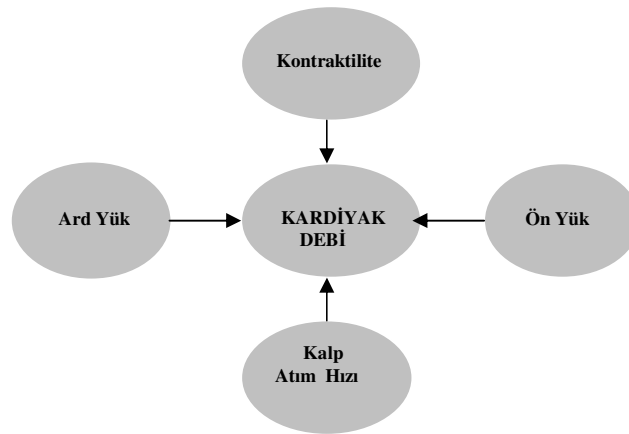 Kontraktilite
Ard Yük
KARDİYAK
DEBİ
Ön Yük
Kalp
Atım Hızı